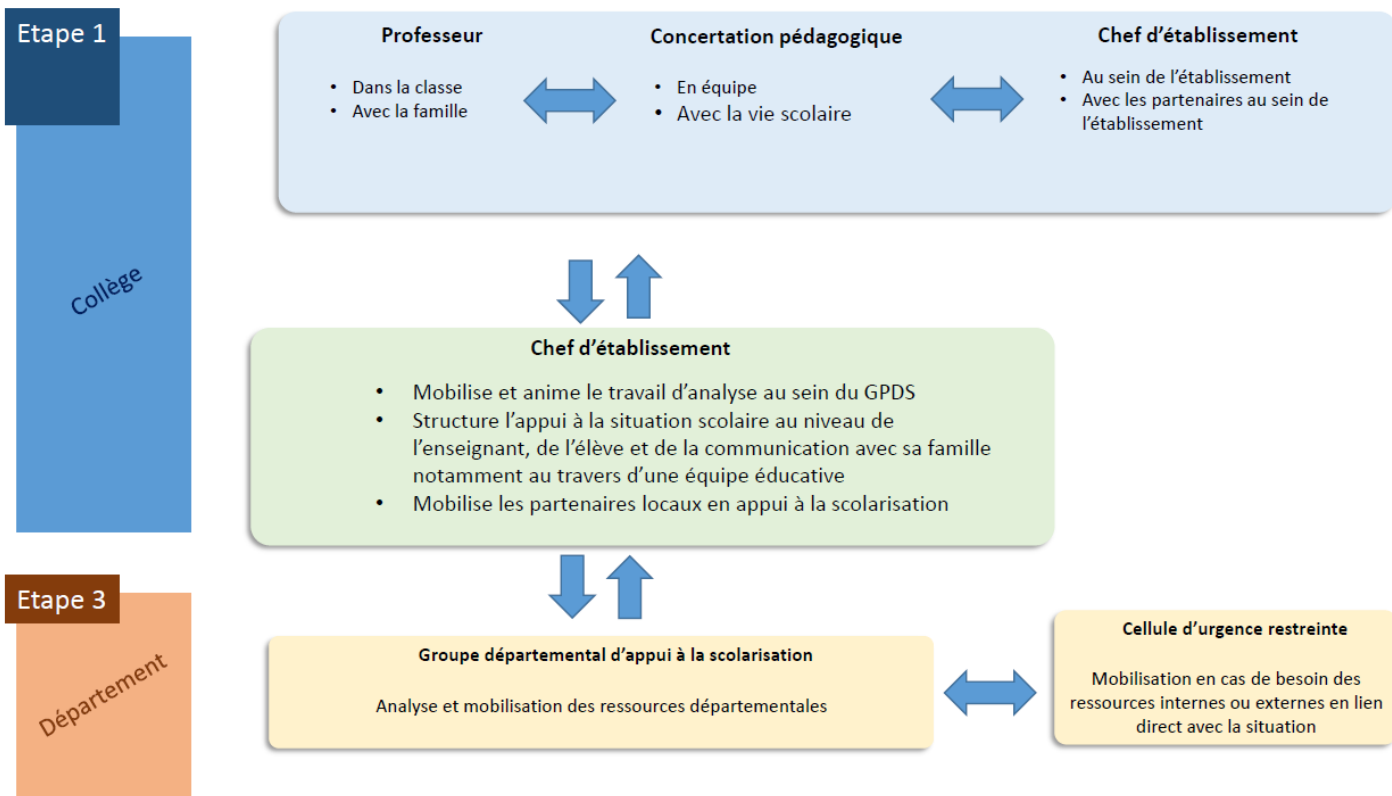 Etape 1
Collège
Professeur
• Dans la classe
• Avec la famille
Concertation pédagogique
• En équipe
• Avec la vie scolaire
Chef d’établissement
• Au sein de l’établissement
• Avec les partenaires au sein de
l’établissement
Chef d’établissement
• Mobilise et anime le travail d’analyse au sein du GPDS
• Structure l’appui à la situation scolaire au niveau de
l’enseignant, de l’élève et de la communication avec sa famille
notamment au travers d’une équipe éducative
• Mobilise les partenaires locaux en appui à la scolarisation
Etape 3
Département
Groupe départemental d’appui à la scolarisation
Analyse et mobilisation des ressources départementales
Cellule d’urgence restreinte
Mobilisation en cas de besoin des
ressources internes ou externes en lien
direct avec la situation